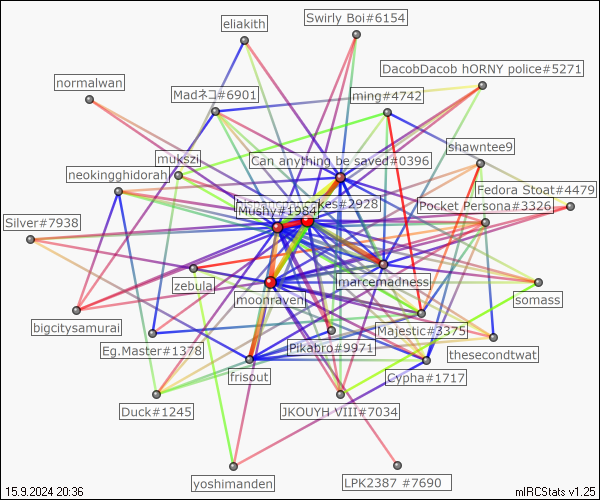 eliakith
Swirly Boi#6154
DacobDacob hORNY police#5271
normalwan
Madネコ#6901
ming#4742
shawntee9
mukszi
Can anything be saved#0396
neokingghidorah
Fedora Stoat#4479
kes#2928
Pocket Persona#3326
Mushy#1984
Silver#7938
zebula
marcemadness
moonraven
somass
bigcitysamurai
Majestic#3375
Eg.Master#1378
Pikabro#9971
thesecondtwat
frisout
Cypha#1717
Duck#1245
JKOUYH VIII#7034
yoshimanden
LPK2387 #7690
15.9.2024 20:36
mIRCStats v1.25